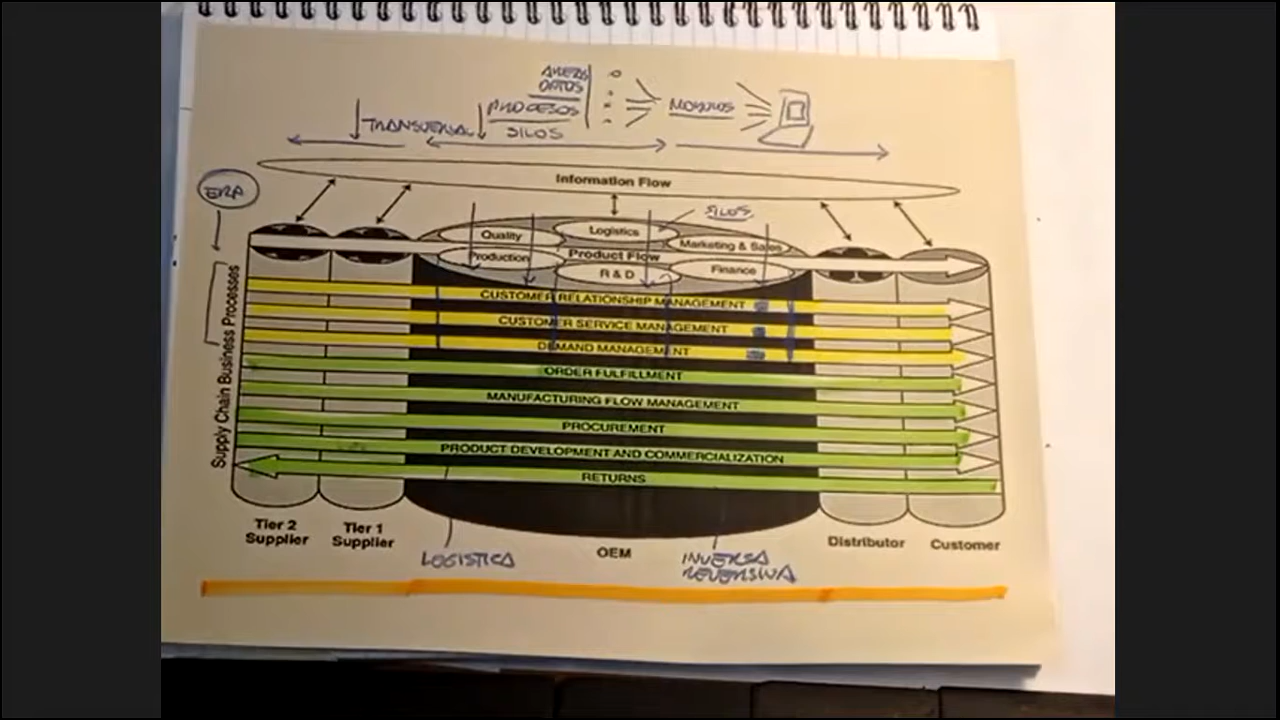 AREAS
DPTOS
PROCESOS
SILOS
MODULOS
TRANSVERSAL
Information Flow
ERP
SILOS
Logistics
Quality
Marketing & Sales
Product Flow
Production
R & D
Finance
CUSTOMER RELATIONSHIP MANAGEMENT
CUSTOMER SERVICE MANAGEMENT
DEMAND MANAGEMENT
ORDER FULFILLMENT
MANUFACTURING FLOW MANAGEMENT
PROCUREMENT
PRODUCT DEVELOPMENT AND COMMERCIALIZATION
RETURNS
Supply Chain Business Processes
Tier 2
Supplier
Tier 1
Supplier
OEM
Distributor
Customer
LOGISTICA
INVERSA
REVERSIVA